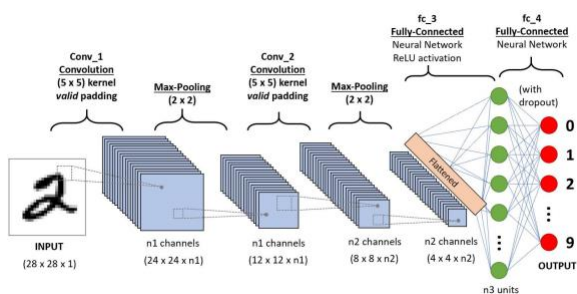 fc_3
Fully-Connected
Neural Network
ReLU activation
fc_4
Fully-Connected
Neural Network
Conv_1
Convolution
(5 x 5) kernel
valid padding
Max-Pooling
(2 x 2)
Conv_2
Convolution
(5 x 5) kernel
valid padding
Max-Pooling
(2 x 2)
(with
dropout)
2
Flattened
0
1
2
9
INPUT
(28 x 28 x 1)
n1 channels
(24 x 24 x n1)
n1 channels
(12 x 12 x n1)
n2 channels
(8 x 8 x n2)
n2 channels
(4 x 4 x n2)
OUTPUT
n3 units